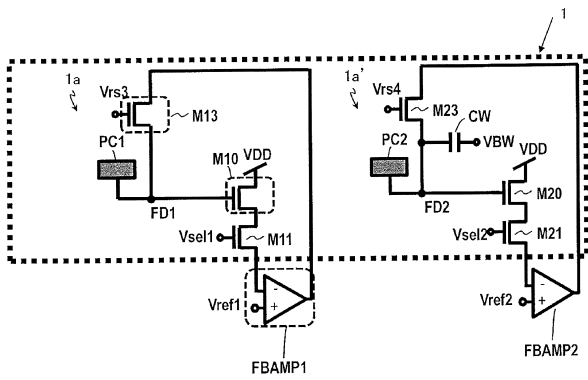 1
1a
1a'
Vrs3
M13
PC1
M10
VDD
FD1
Vsel1
M11
Vref1
-
+
FBAMP1
Vrs4
M23
CW
VBW
PC2
VDD
FD2
M20
Vsel2
M21
Vref2
-
+
FBAMP2